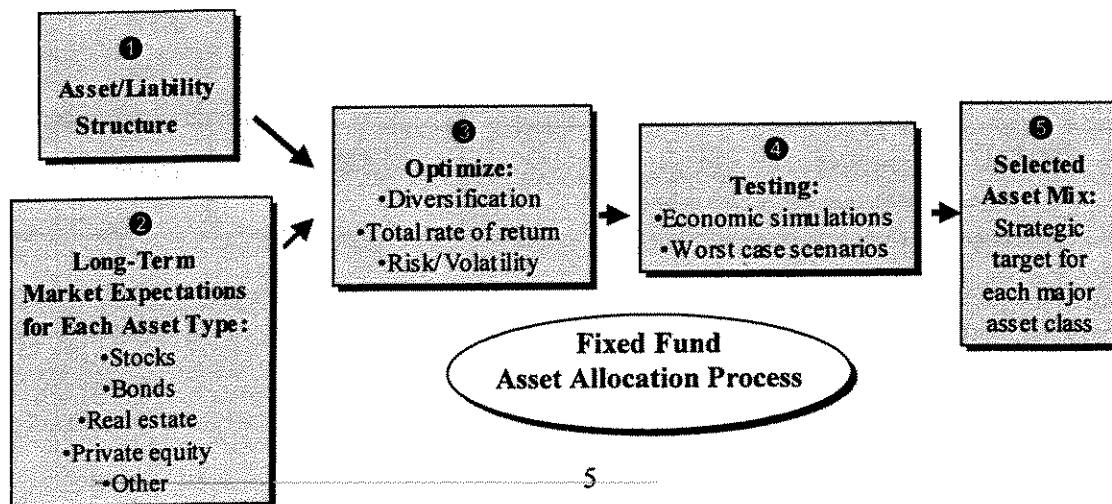 ❶
Asset/Liability
Structure
❷
Long-Term
Market Expectations
for Each Asset Type:
•Stocks
•Bonds
•Real estate
•Private equity
•Other
❸
Optimize:
•Diversification
•Total rate of return
•Risk/Volatility
❹
Testing:
•Economic simulations
•Worst case scenarios
❺
Selected
Asset Mix:
Strategic
target for
each major
asset class
Fixed Fund
Asset Allocation Process
5